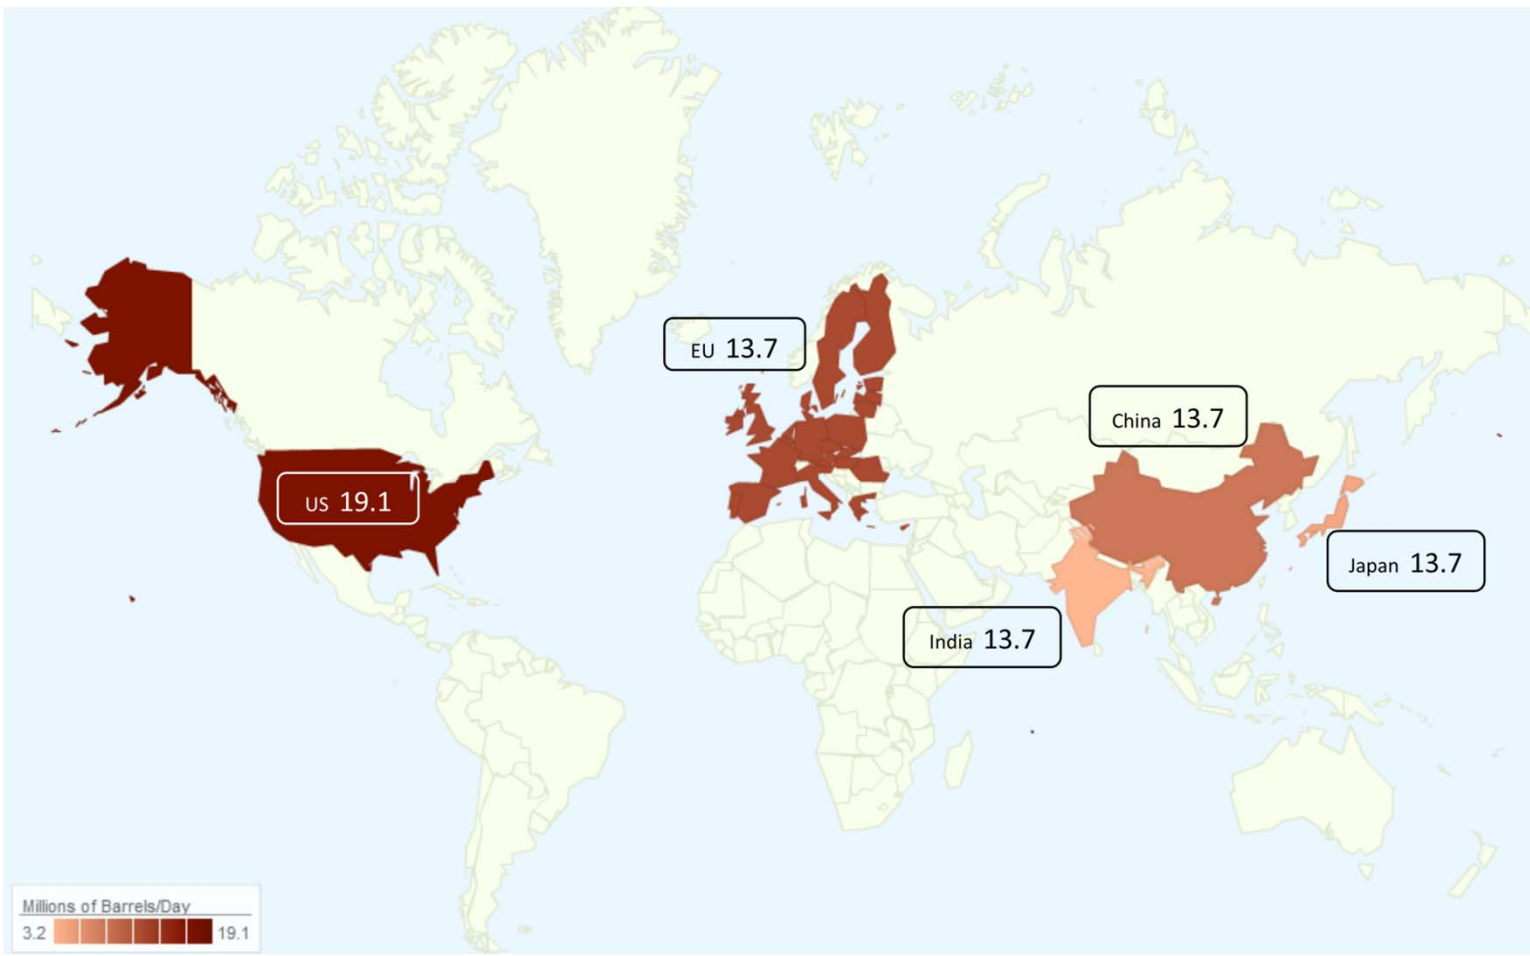 EU 13.7
China 13.7
US 19.1
Japan 13.7
India 13.7
Millions of Barrels/Day
3.2 19.1